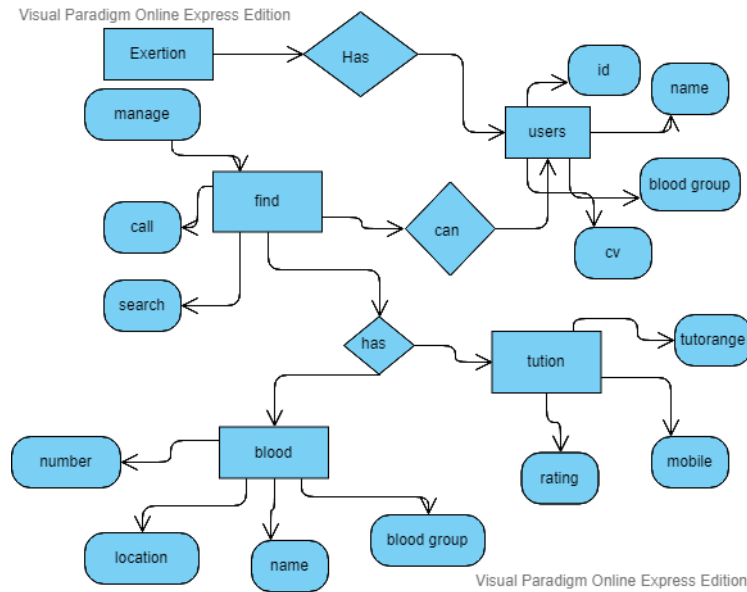 Visual Paradigm Online Express Edition
Exertion
Has
id
name
manage
users
blood group
find
call
can
cv
search
has
tution
tutorange
number
blood
rating
mobile
location
name
blood group
Visual Paradigm Online Express Edition